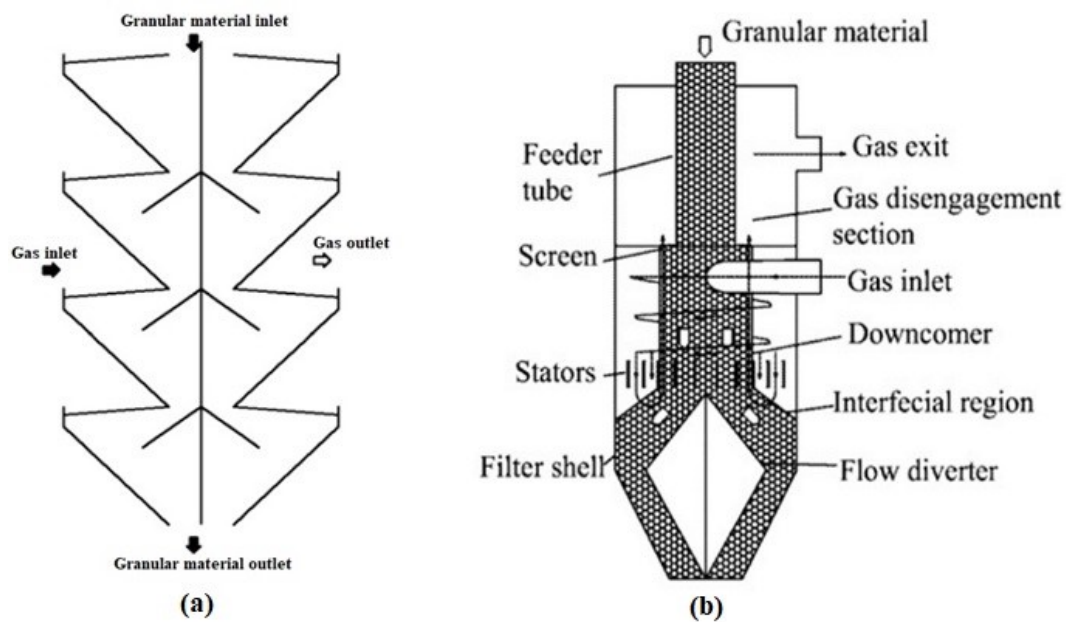 Granular material inlet
Gas inlet
Gas outlet
Granular material outlet
(a)
Granular material
Feeder
tube
Gas exit
Gas disengagement
section
Screen
Gas inlet
Downcomer
Stators
Interfecial region
Filter shell
Flow diverter
(b)